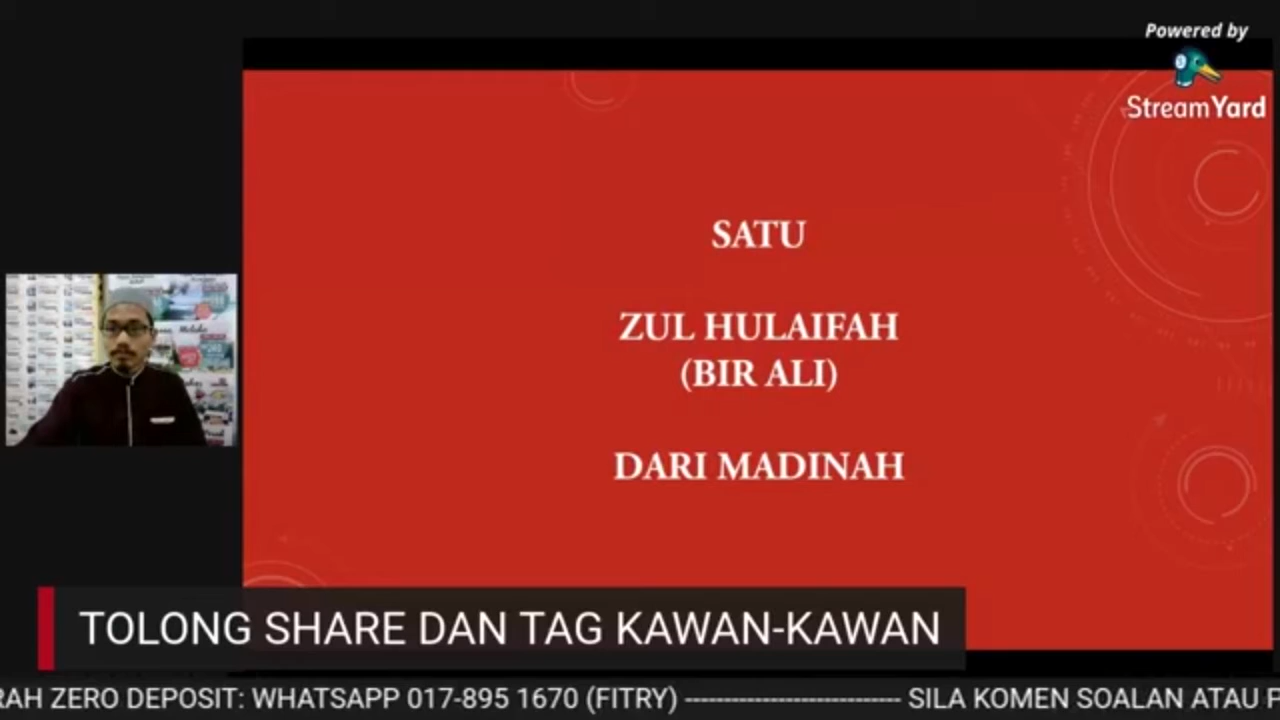 Powered by
StreamYard
SATU
ZUL HULAIFAH
(BIR ALI)
DARI MADINAH
TOLONG SHARE DAN TAG KAWAN-KAWAN
ZERO DEPOSIT: WHATSAPP 017-895 1670 (FITRY) ------------------------- SILA KOMEN SOALAN ATAU